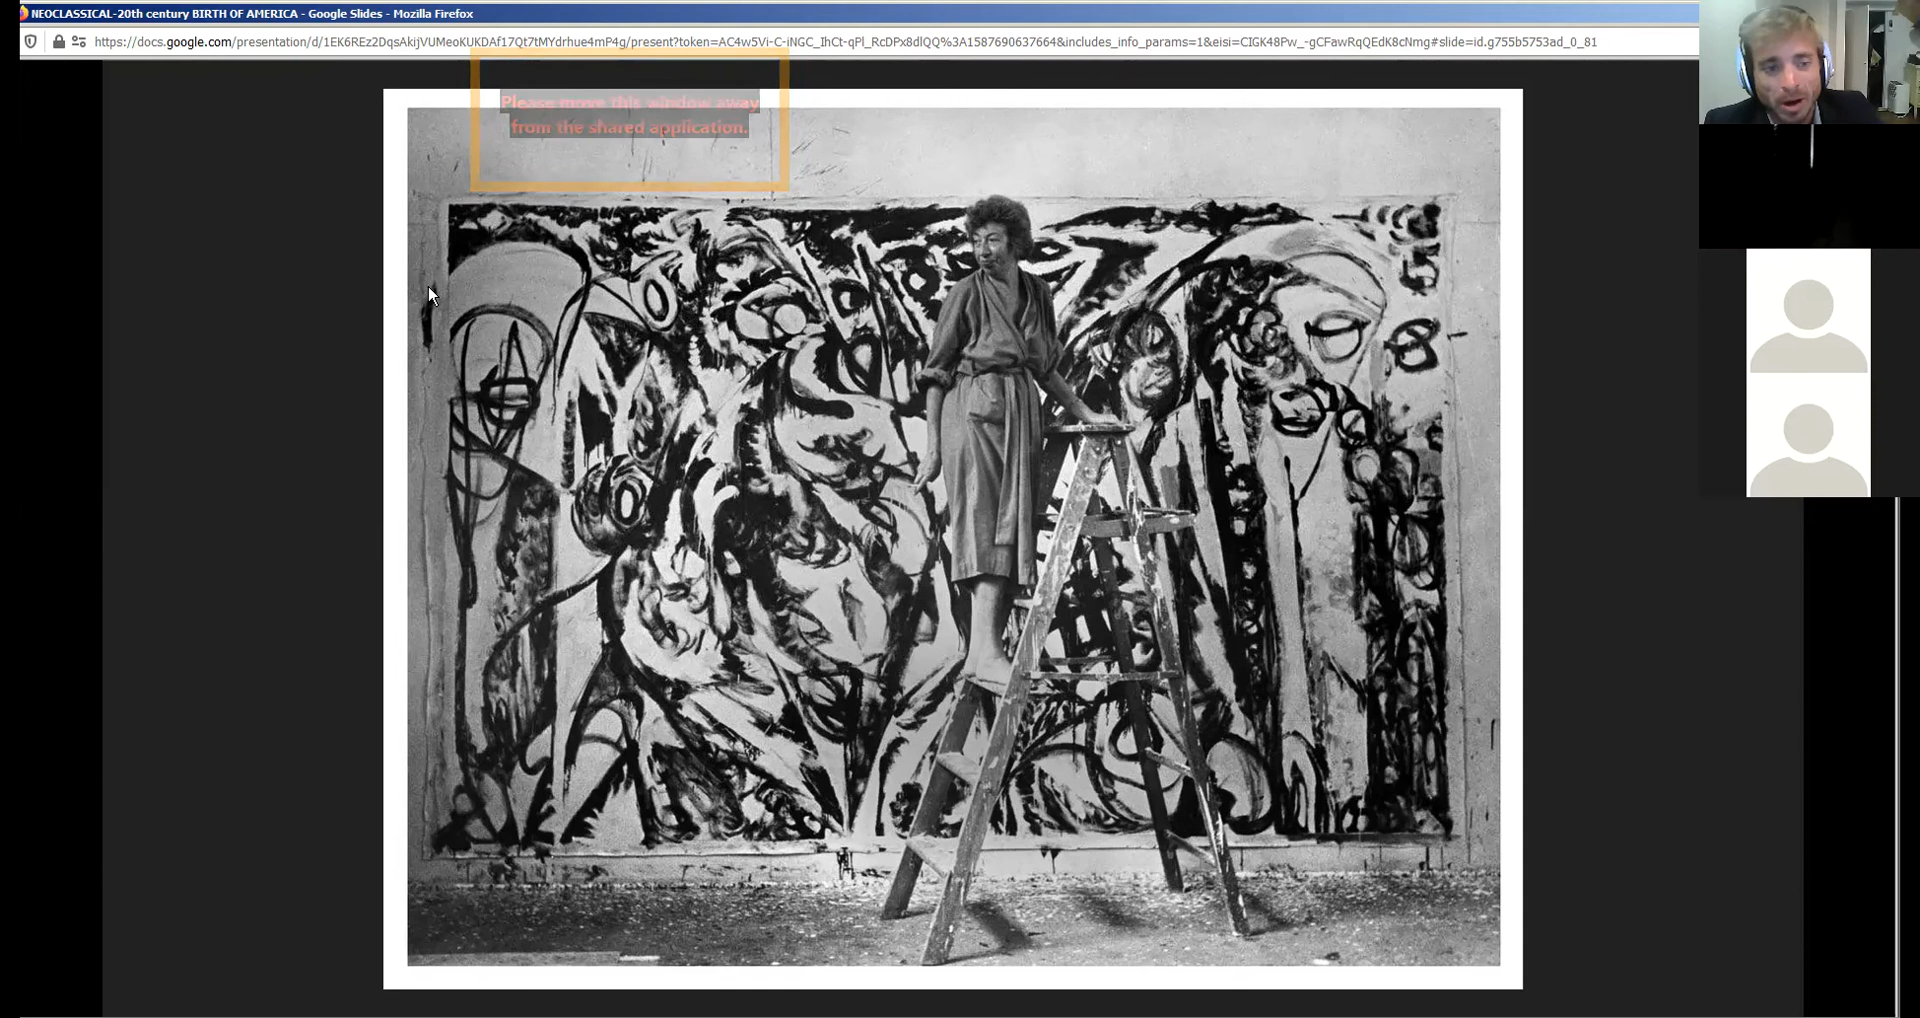 NEOCLASSICAL-20th century BIRTH OF AMERICA - Google Slides - Mozilla Firefox
https://docs.google.com/presentation/d/1EK6REz2DqsAkijVUMeoKUKDAf17Qt7tMYdrhue4mP4g/present?token=AC4w5Vi-C-iNGC_IhCt-qPl_RcDPx8dlQQ%3A1587690637664&includes_info_params=1&eisi=CIGK48Pw_-gCFawRqQEdK8cNmg#slide=id.g755b5753ad_0_81
Please move this window away
from the shared application.